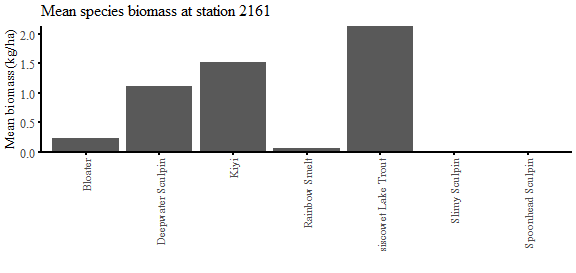 Mean species biomass at station 2161
Mean biomass (kg/ha)
2.0
1.5
1.0
0.5
0.0
Bloater
Deepwater Sculpin
Kiyi
Rainbow Smelt
siscowet Lake Trout
Slimy Sculpin
Spoonhead Sculpin